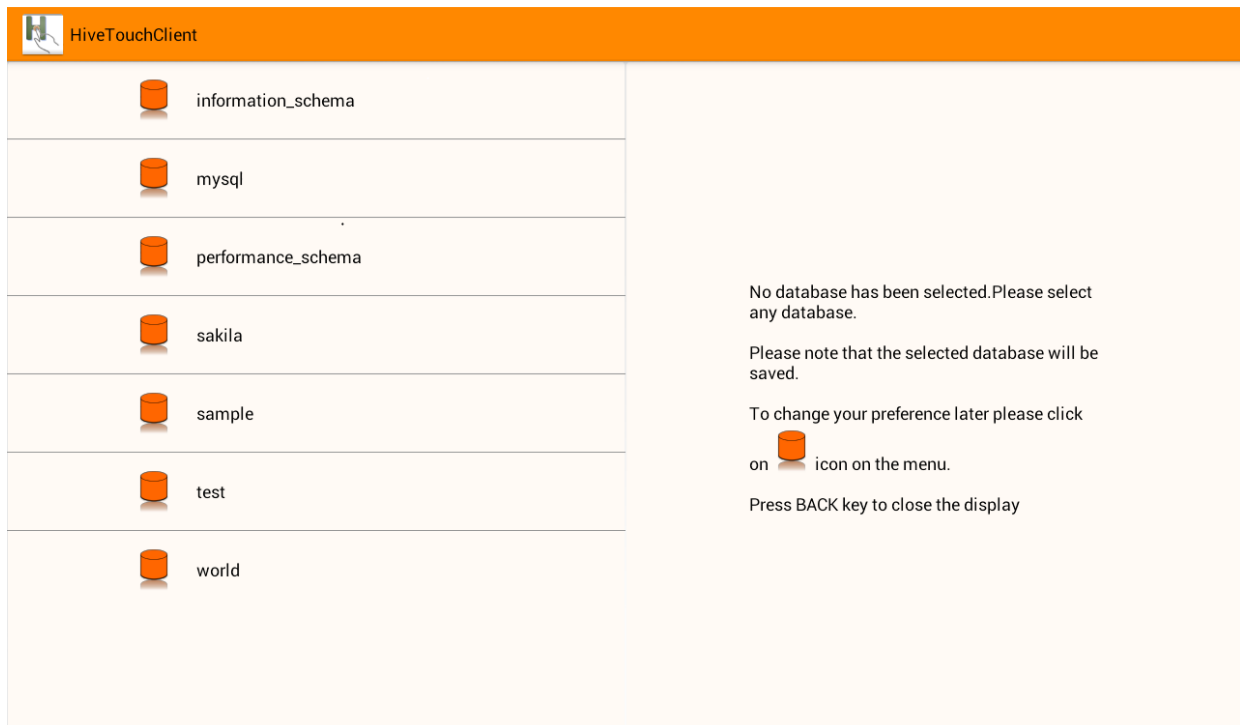 HiveTouchClient
information_schema
mysql
performance_schema
sakila
sample
test
world
No database has been selected.Please select
any database.
Please note that the selected database will be
saved.
To change your preference later please click
on icon on the menu.
Press BACK key to close the display